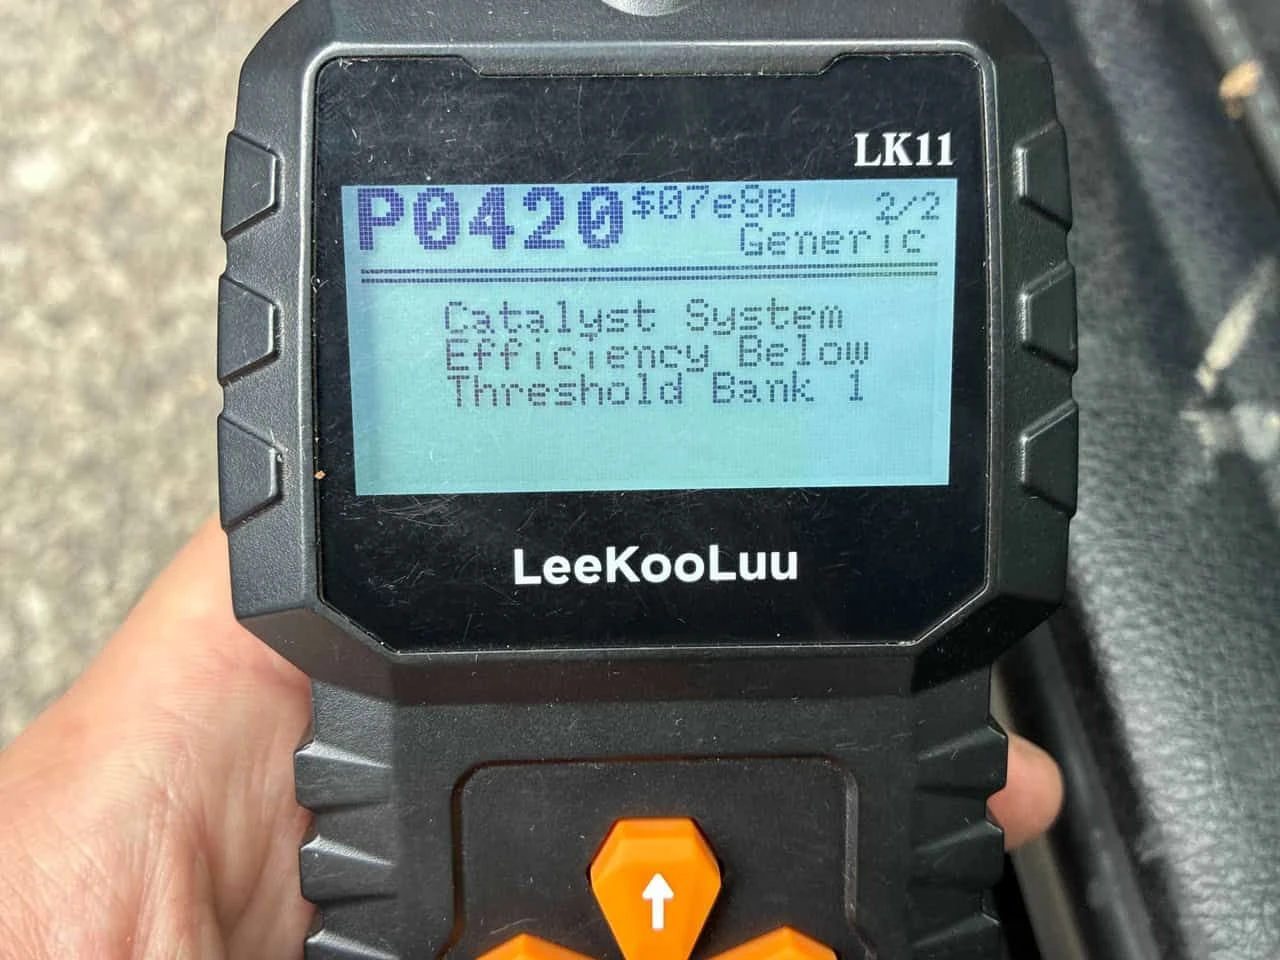 LK11
P0420 $07e8 2/2
Generic
Catalyst System
Efficiency Below
Threshold Bank 1
LeeKooLuu
↑